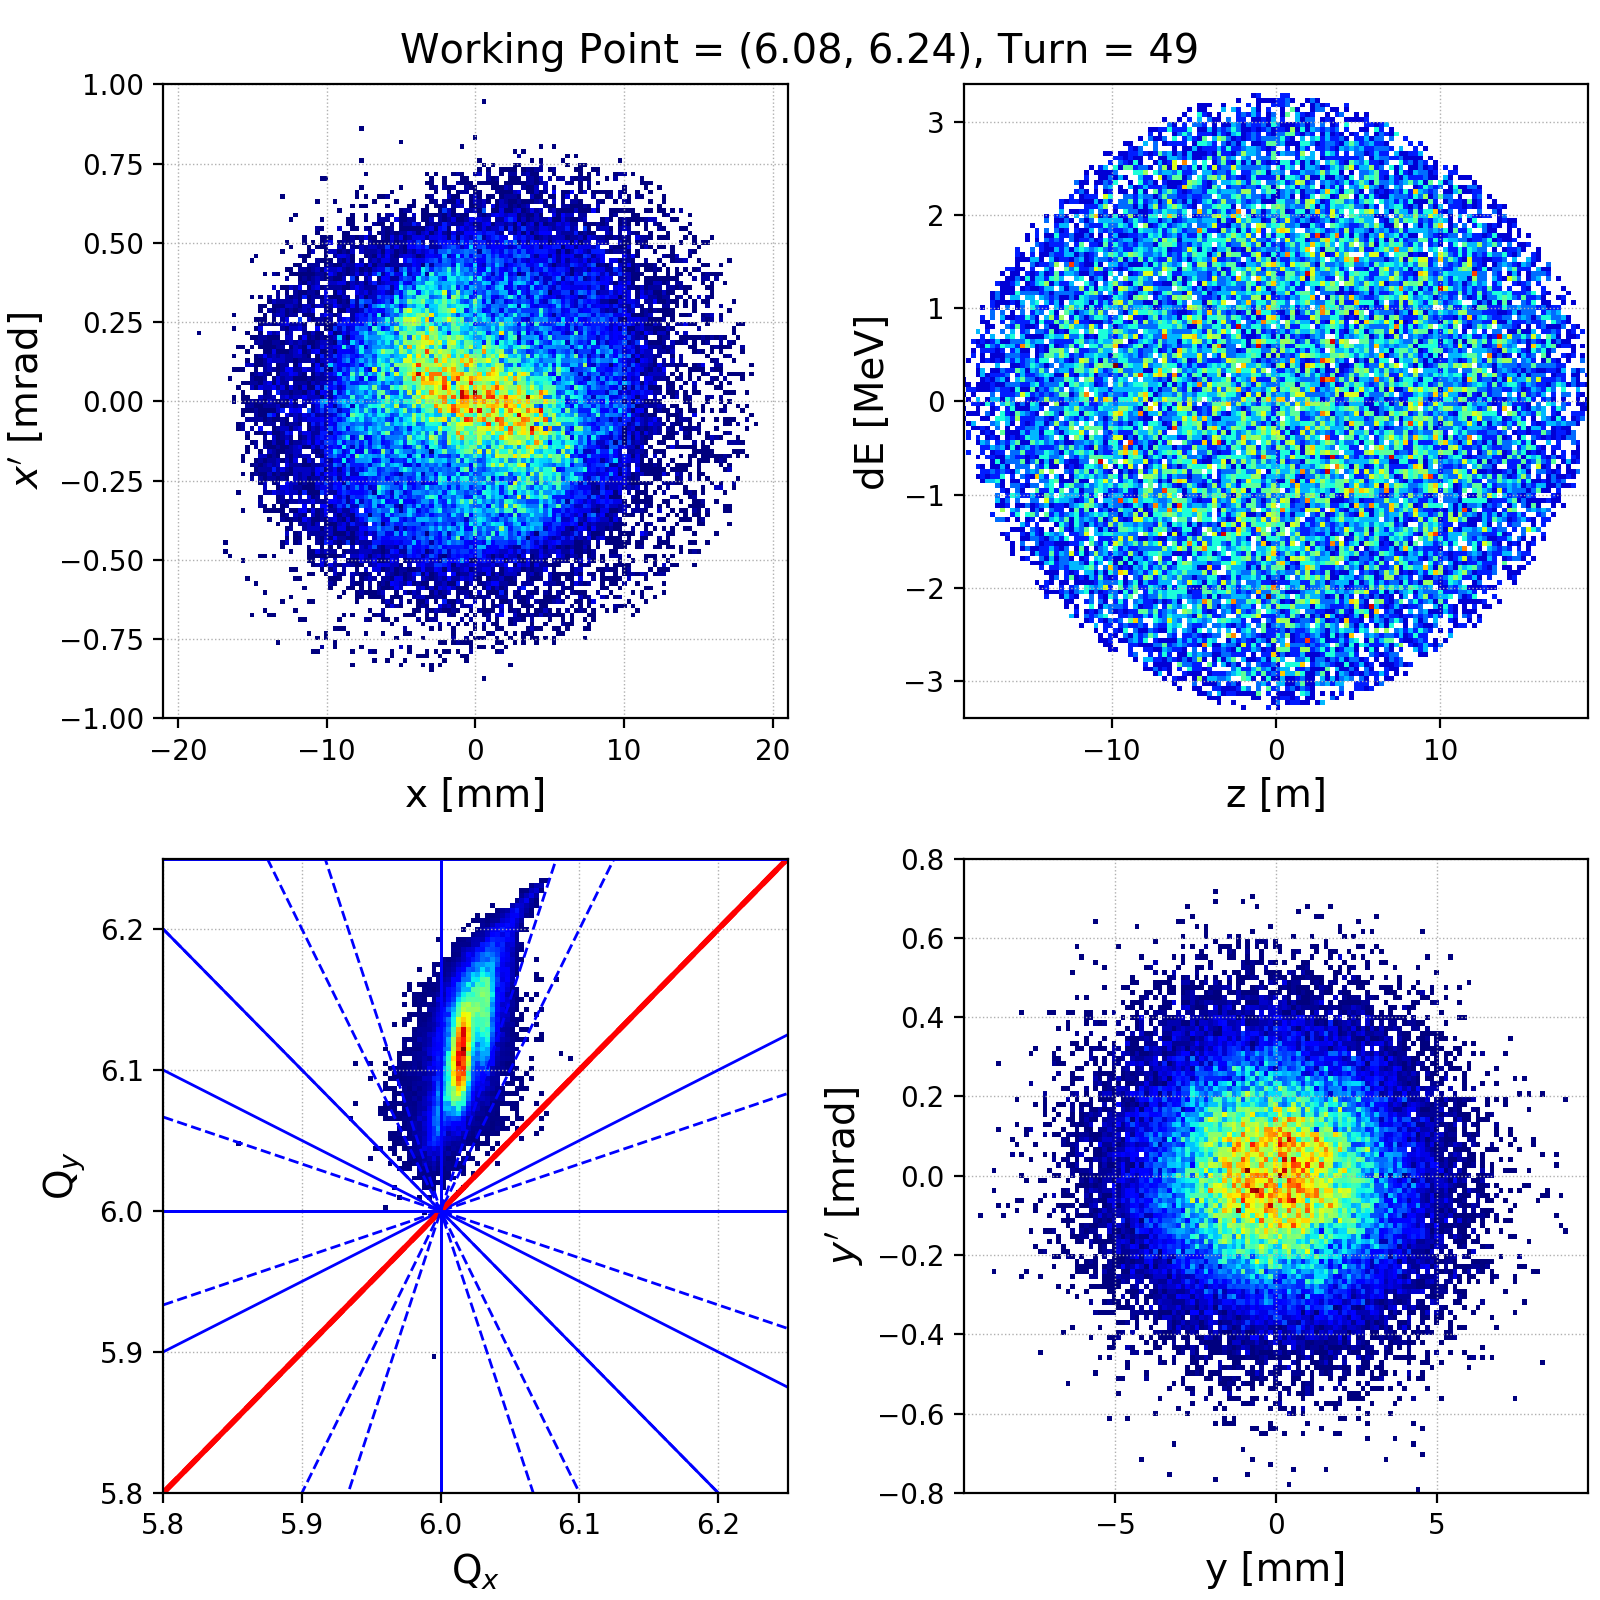 Working Point = (6.08, 6.24), Turn = 49
1.00
0.75
0.50
0.25
0.00
−0.25
−0.50
−0.75
−1.00
x′ [mrad]
−20 −10 0 10 20
x [mm]
3
2
1
0
−1
−2
−3
dE [MeV]
−10 0 10
z [m]
6.2
6.1
6.0
5.9
5.8
Qy
5.8 5.9 6.0 6.1 6.2
Qx
0.8
0.6
0.4
0.2
0.0
−0.2
−0.4
−0.6
−0.8
y′ [mrad]
−5 0 5
y [mm]